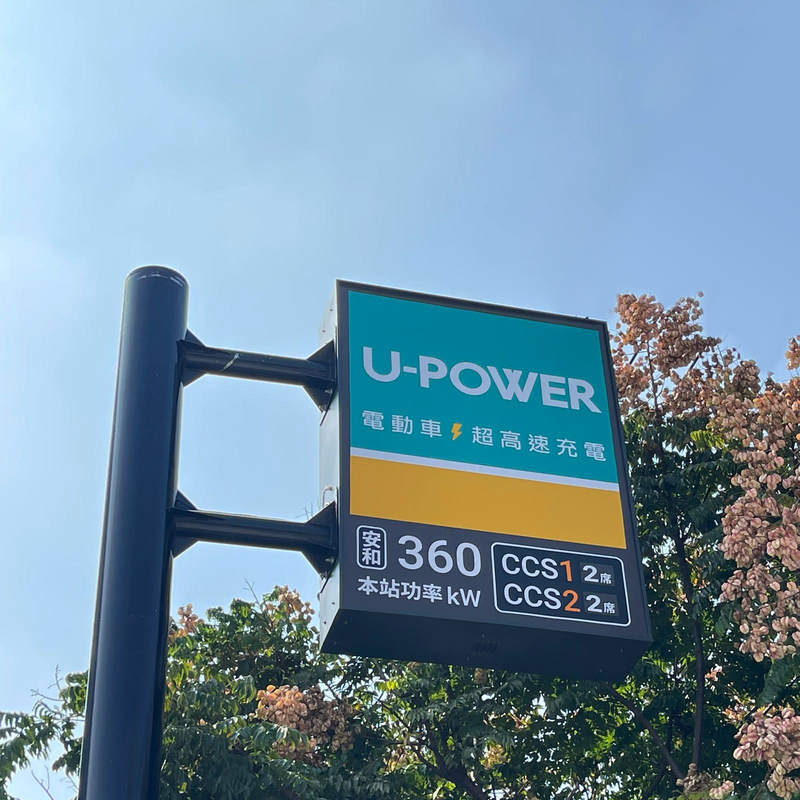 U-POWER
電動車⚡超高速充電
安和 360
本站功率kW
CCS1 2席
CCS2 2席